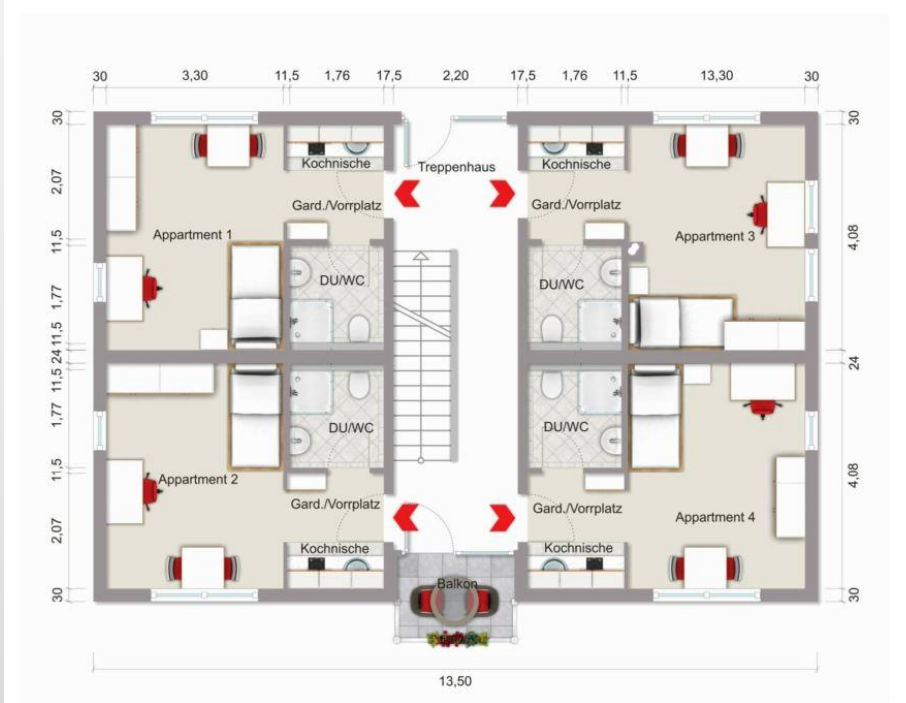 30 3,30 11,5 1,76 17,5 2,20 17,5 1,76 11,5 13,30 30
30 30
Kochnische Treppenhaus Kochnische
2,07
Gard./Vorrplatz Gard./Vorrplatz
Appartment 1 Appartment 3
11,5 4,08
DU/WC DU/WC
1,77
11,5
24 24
11,5
1,77
DU/WC DU/WC
11,5
Appartment 2 4,08
Gard./Vorrplatz Gard./Vorrplatz
Appartment 4
2,07
Kochnische Kochnische
Balkon
30 30
13,50